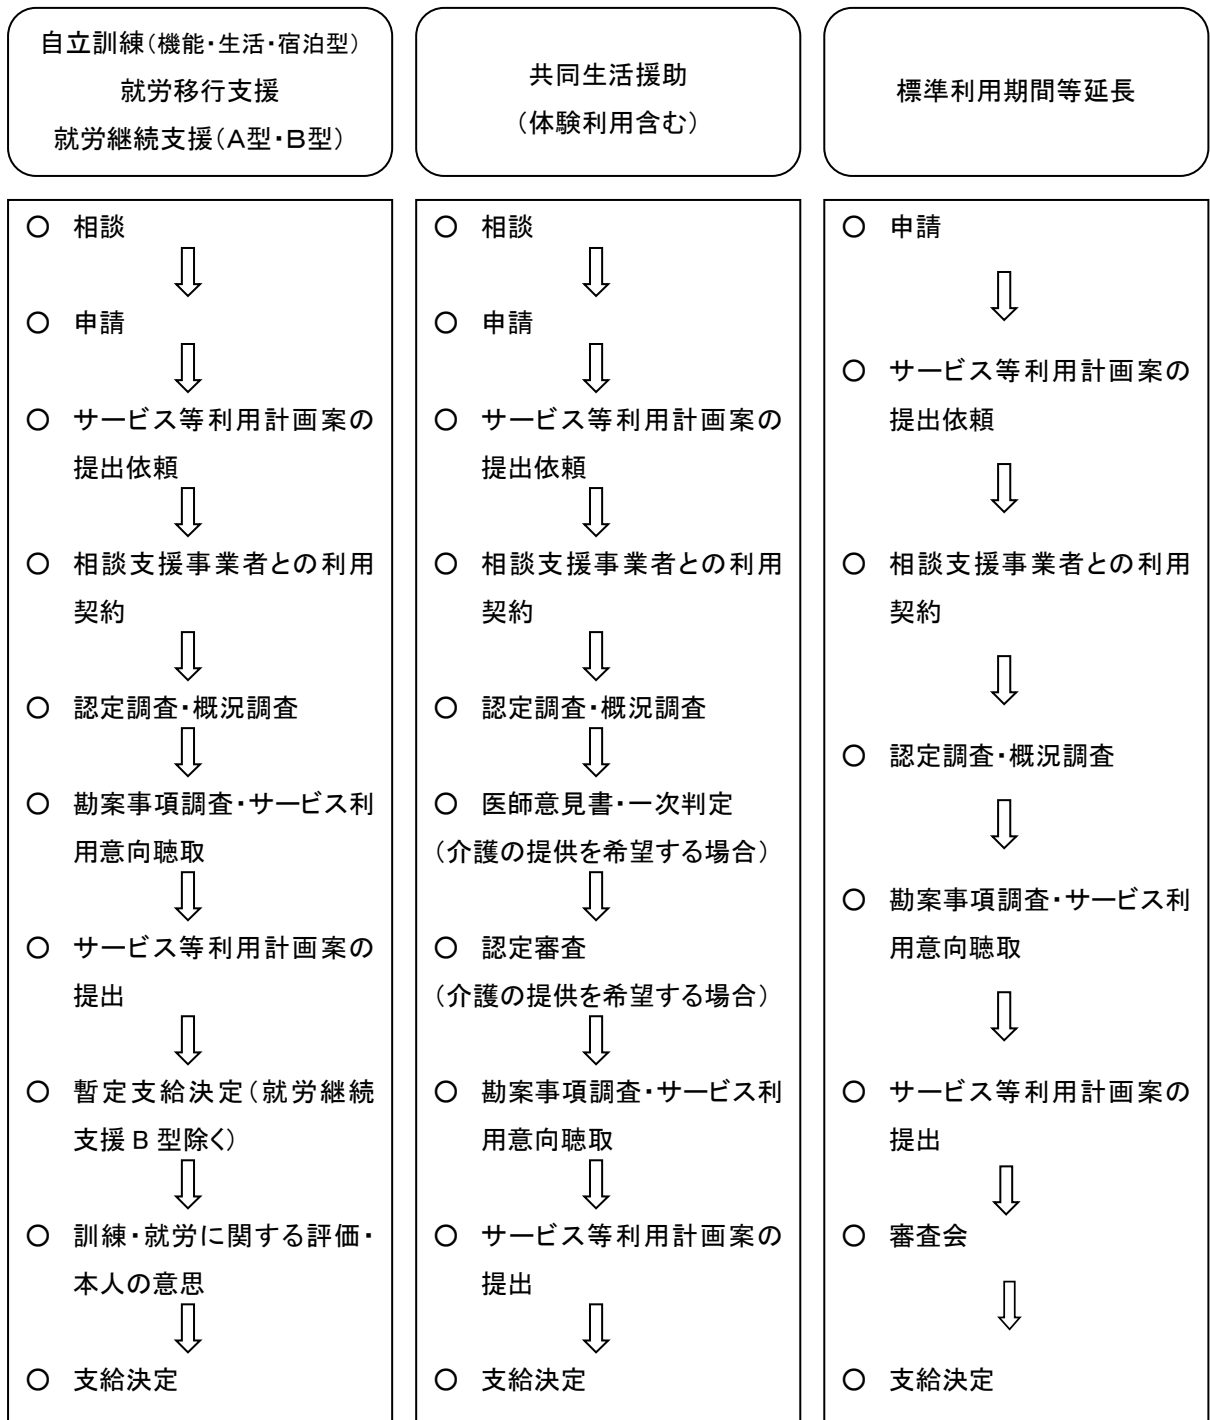 自立訓練(機能・生活・宿泊型)
就労移行支援
就労継続支援(A型・B型)
○ 相談
○ 申請
○ サービス等利用計画案の
提出依頼
○ 相談支援事業者との利用
契約
○ 認定調査・概況調査
○ 勘案事項調査・サービス利
用意向聴取
○ サービス等利用計画案の
提出
○ 暫定支給決定(就労継続
支援B型除く)
○ 訓練・就労に関する評価・
本人の意思
○ 支給決定
共同生活援助
(体験利用含む)
○ 相談
○ 申請
○ サービス等利用計画案の
提出依頼
○ 相談支援事業者との利用
契約
○ 認定調査・概況調査
○ 医師意見書・一次判定
(介護の提供を希望する場合)
○ 認定審査
(介護の提供を希望する場合)
○ 勘案事項調査・サービス利
用意向聴取
○ サービス等利用計画案の
提出
○ 支給決定
標準利用期間等延長
○ 申請
○ サービス等利用計画案の
提出依頼
○ 相談支援事業者との利用
契約
○ 認定調査・概況調査
○ 勘案事項調査・サービス利
用意向聴取
○ サービス等利用計画案の
提出
○ 審査会
○ 支給決定